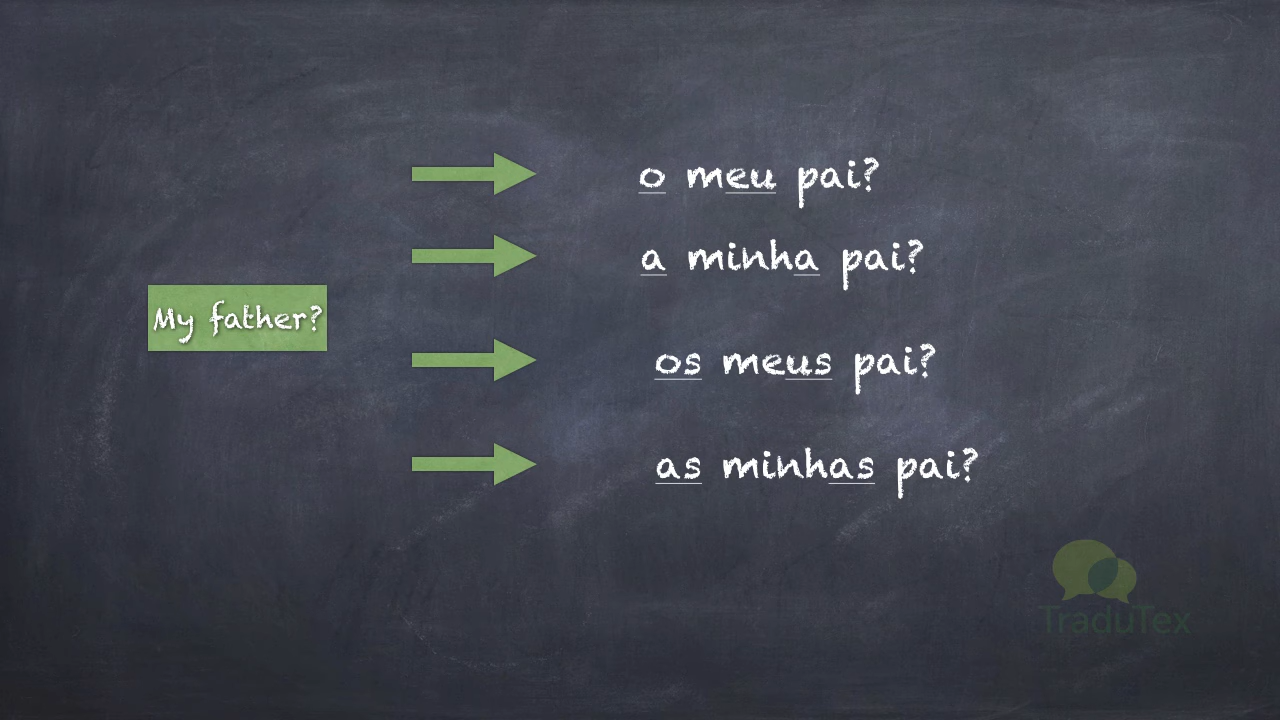 o meu pai?
a minha pai?
My father?
os meus pai?
as minhas pai?
TraduTex